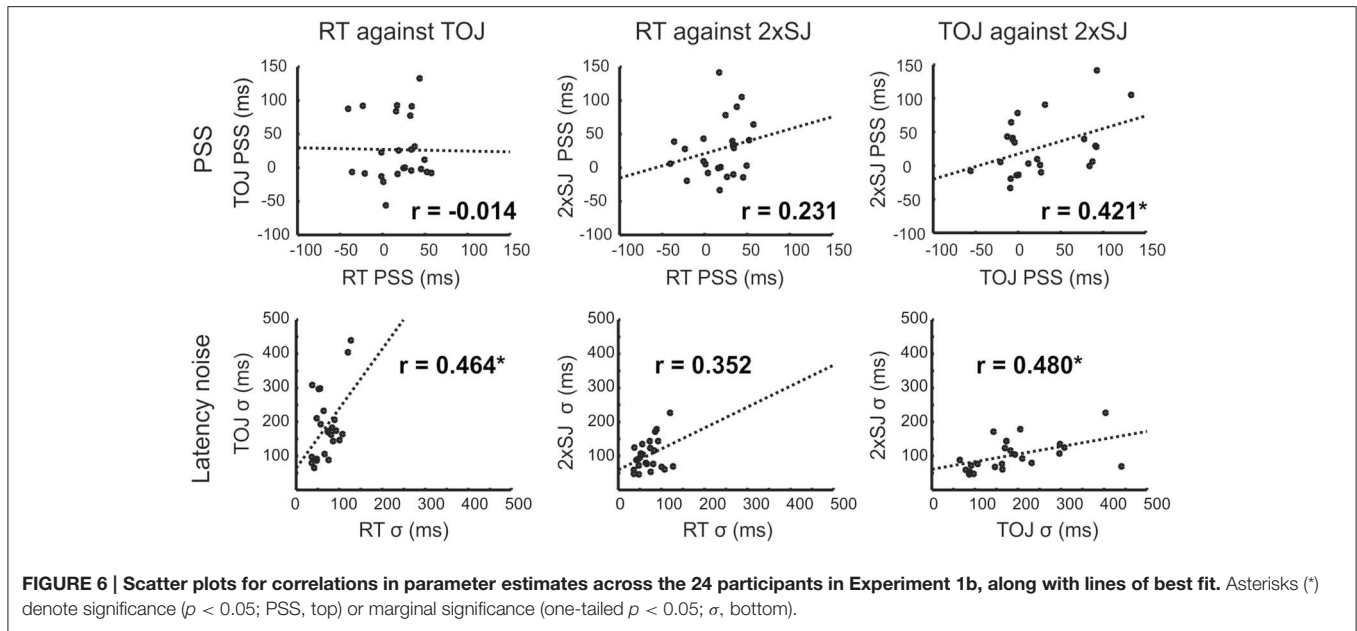 RT against TOJ
RT against 2xSJ
TOJ against 2xSJ
PSS
TOJ PSS (ms)
150
100
50
0
-50
-100
r = -0.014
-100 -50 0 50 100 150
RT PSS (ms)
2xSJ PSS (ms)
150
100
50
0
-50
-100
r = 0.231
-100 -50 0 50 100 150
RT PSS (ms)
2xSJ PSS (ms)
150
100
50
0
-50
-100
r = 0.421*
-100 -50 0 50 100 150
TOJ PSS (ms)
Latency noise
TOJ σ (ms)
500
400
300
200
100
r = 0.464*
0 100 200 300 400 500
RT σ (ms)
2xSJ σ (ms)
500
400
300
200
100
r = 0.352
0 100 200 300 400 500
RT σ (ms)
2xSJ σ (ms)
500
400
300
200
100
r = 0.480*
0 100 200 300 400 500
TOJ σ (ms)
FIGURE 6 | Scatter plots for correlations in parameter estimates across the 24 participants in Experiment 1b, along with lines of best fit. Asterisks (*)
denote significance (p < 0.05; PSS, top) or marginal significance (one-tailed p < 0.05; σ, bottom).